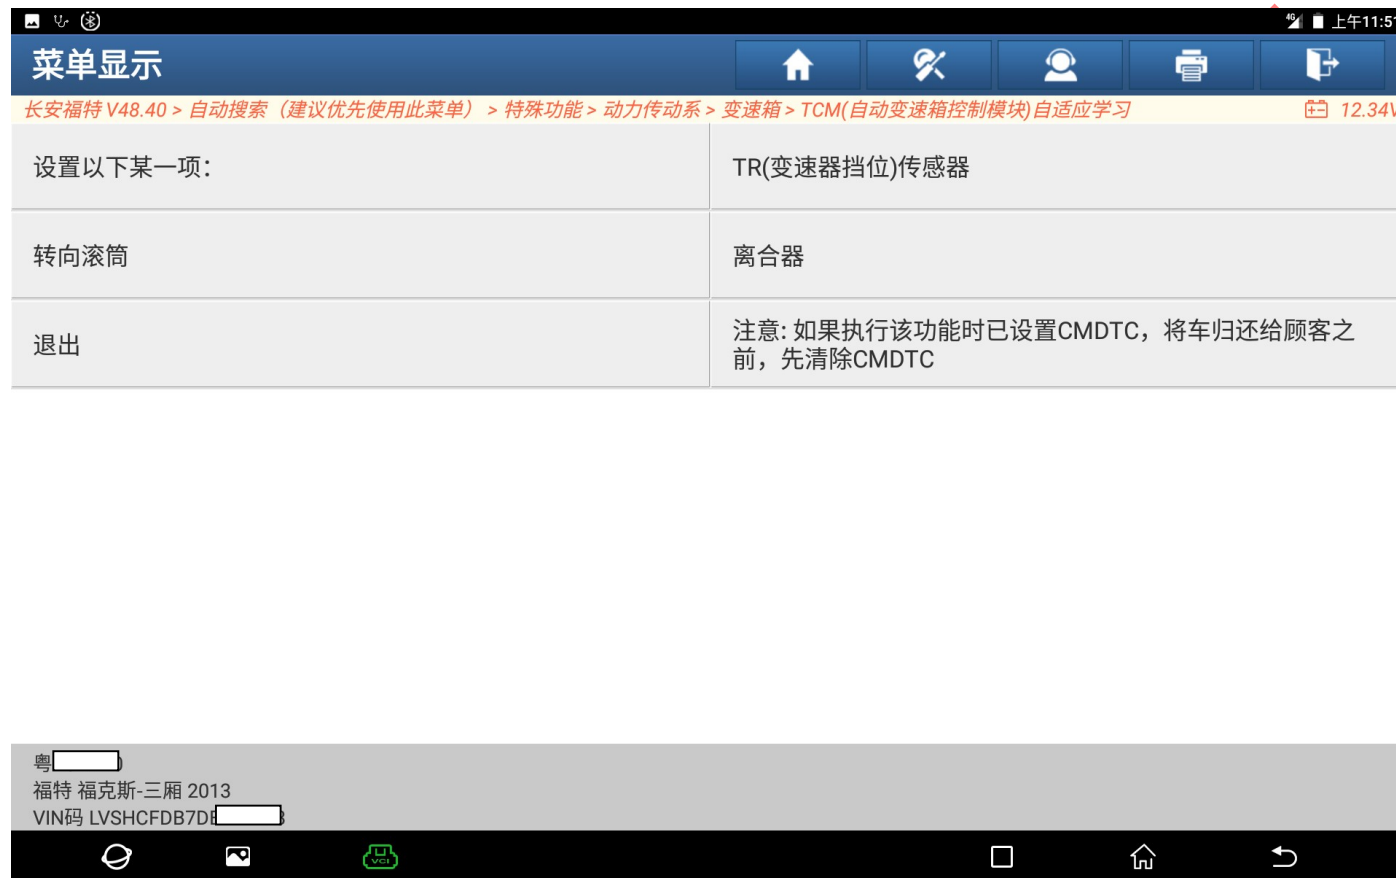 4G 上午11:51
菜单显示
长安福特 V48.40 > 自动搜索（建议优先使用此菜单） > 特殊功能 > 动力传动系 > 变速箱 > TCM(自动变速箱控制模块)自适应学习 12.34V
设置以下某一项：
TR(变速器挡位)传感器
转向滚筒
离合器
退出
注意: 如果执行该功能时已设置CMDTC，将车归还给顾客之
前，先清除CMDTC
粤
福特 福克斯-三厢 2013
VIN码 LVSHCFDB7D
VCI